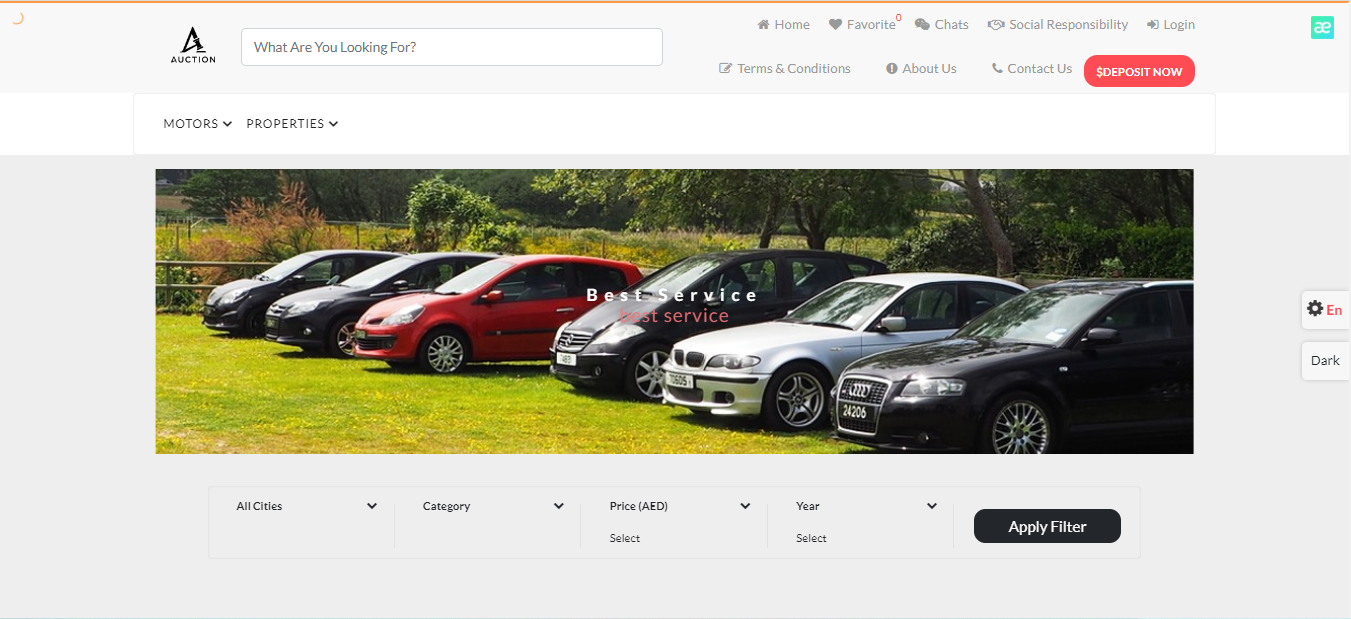 Home Favorite 0 Chats Social Responsibility Login
æ
AUCTION
What Are You Looking For?
Terms & Conditions About Us Contact Us $DEPOSIT NOW
MOTORS PROPERTIES
Best Service
best service
24206
En
Dark
All Cities Category Price (AED) Year
Select Select
Apply Filter